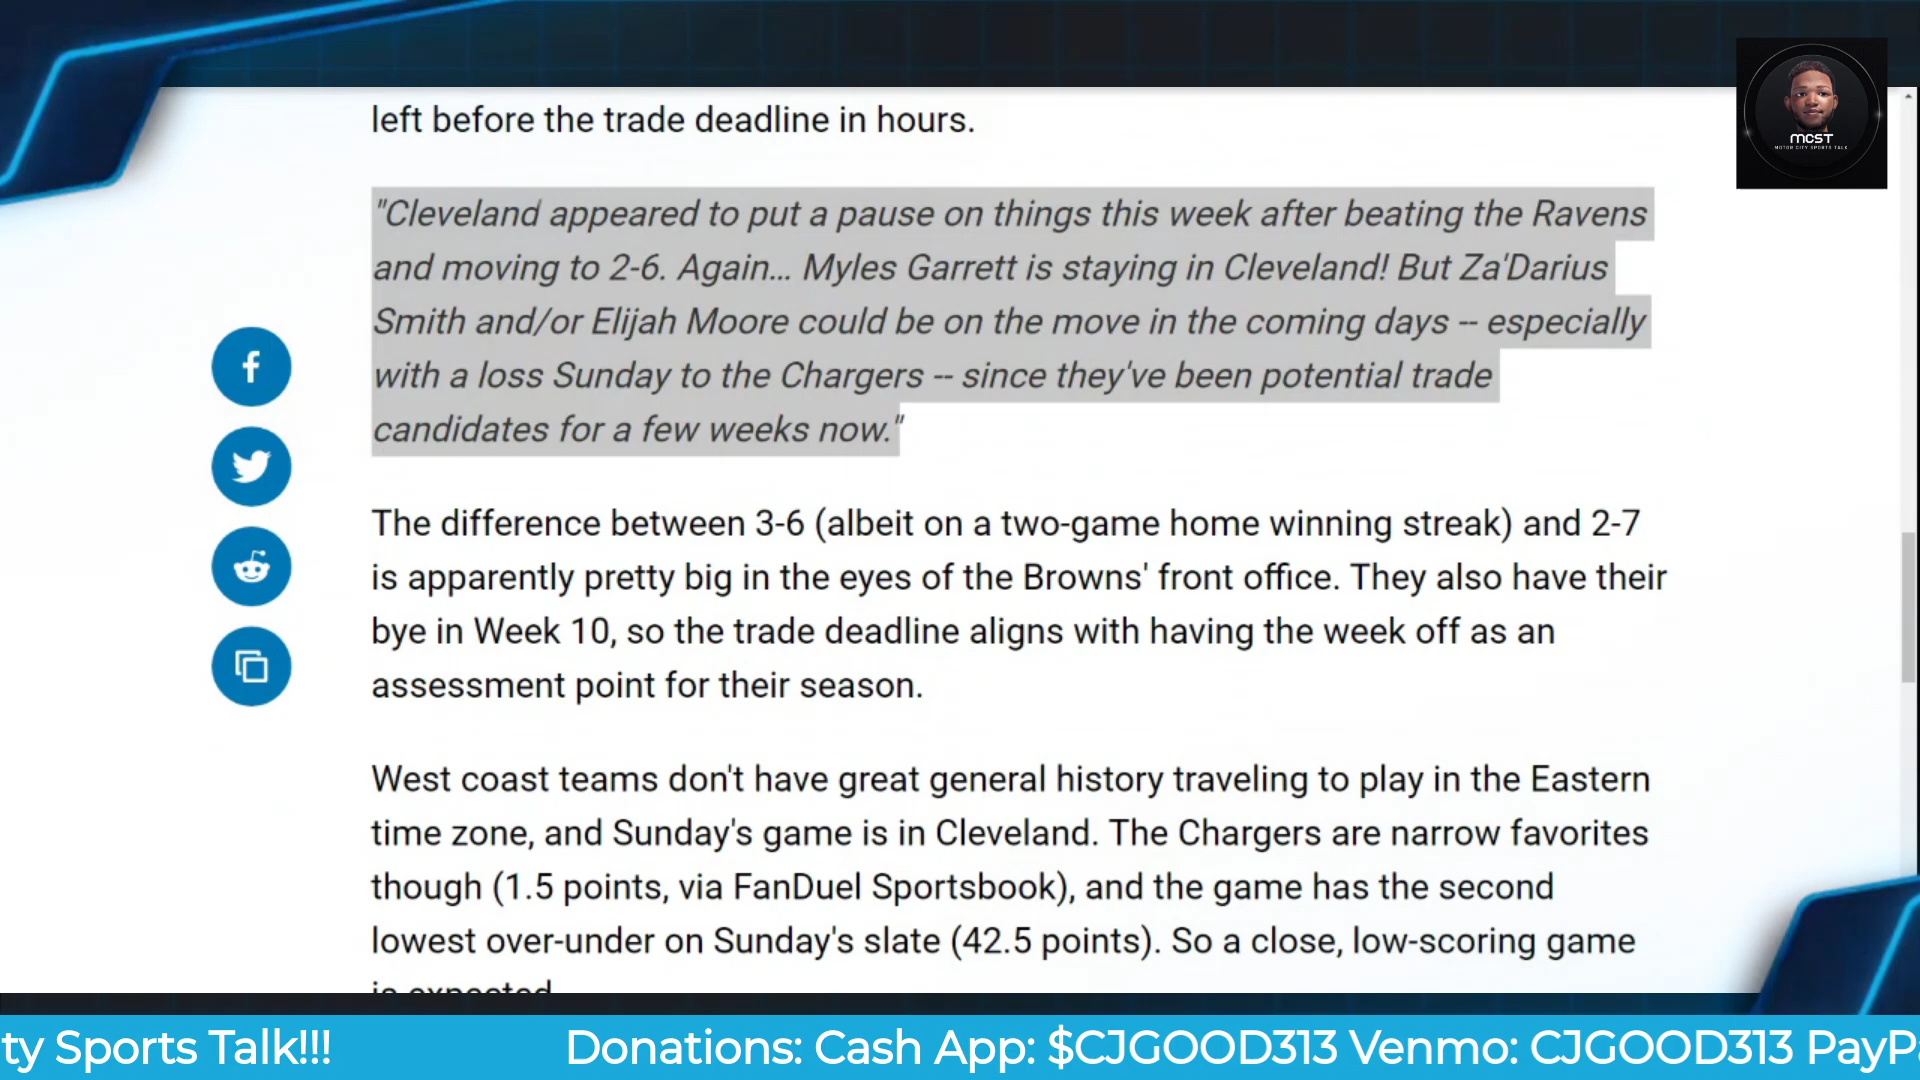 left before the trade deadline in hours.
"Cleveland appeared to put a pause on things this week after beating the Ravens
and moving to 2-6. Again... Myles Garrett is staying in Cleveland! But Za'Darius
Smith and/or Elijah Moore could be on the move in the coming days -- especially
with a loss Sunday to the Chargers -- since they've been potential trade
candidates for a few weeks now."
The difference between 3-6 (albeit on a two-game home winning streak) and 2-7
is apparently pretty big in the eyes of the Browns' front office. They also have their
bye in Week 10, so the trade deadline aligns with having the week off as an
assessment point for their season.
West coast teams don't have great general history traveling to play in the Eastern
time zone, and Sunday's game is in Cleveland. The Chargers are narrow favorites
though (1.5 points, via FanDuel Sportsbook), and the game has the second
lowest over-under on Sunday's slate (42.5 points). So a close, low-scoring game
is expected
MCST
MOTOR CITY SPORTS TALK
ty Sports Talk!!! Donations: Cash App: $CJGOOD313 Venmo: CJGOOD313 PayPa